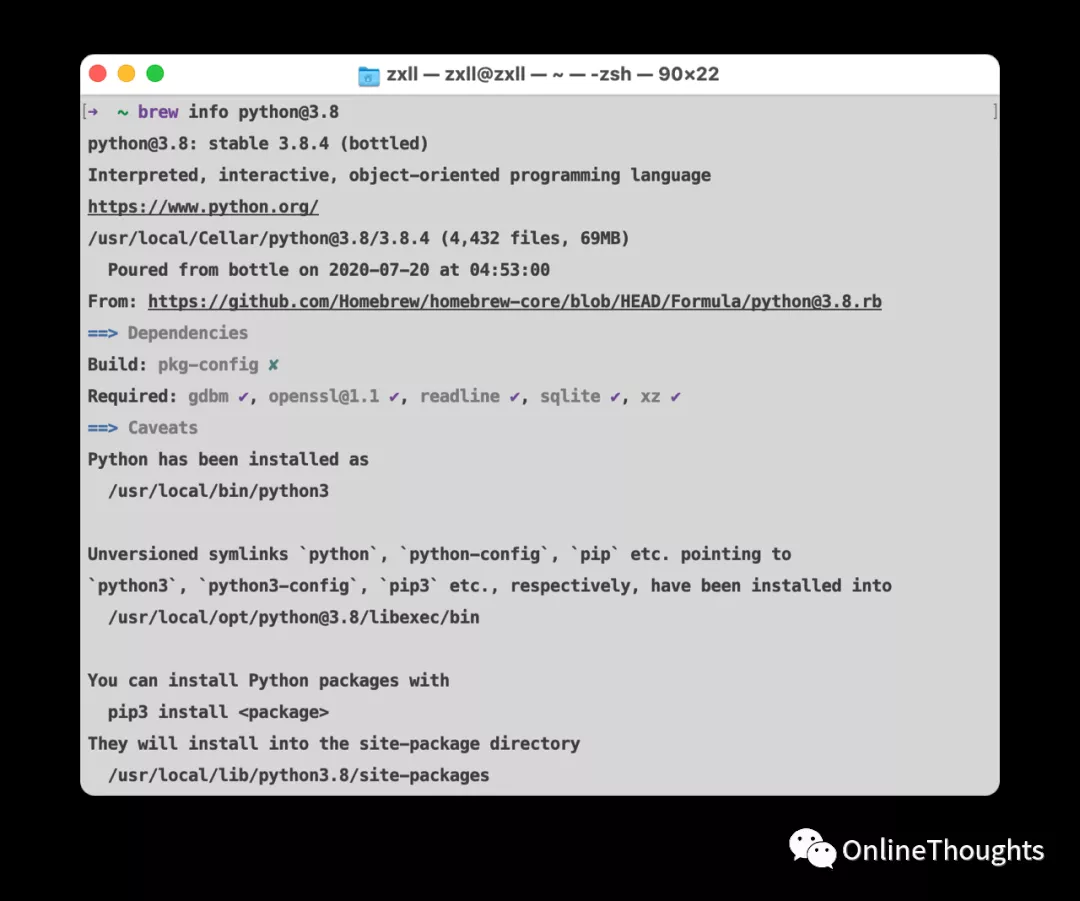 zxll — zxll@zxll — ~ — -zsh — 90×22
[➜  ~ brew info python@3.8 ]
python@3.8: stable 3.8.4 (bottled)
Interpreted, interactive, object-oriented programming language
https://www.python.org/
/usr/local/Cellar/python@3.8/3.8.4 (4,432 files, 69MB)
  Poured from bottle on 2020-07-20 at 04:53:00
From: https://github.com/Homebrew/homebrew-core/blob/HEAD/Formula/python@3.8.rb
==> Dependencies
Build: pkg-config ✘
Required: gdbm ✔, openssl@1.1 ✔, readline ✔, sqlite ✔, xz ✔
==> Caveats
Python has been installed as
  /usr/local/bin/python3
Unversioned symlinks `python`, `python-config`, `pip` etc. pointing to
`python3`, `python3-config`, `pip3` etc., respectively, have been installed into
  /usr/local/opt/python@3.8/libexec/bin
You can install Python packages with
  pip3 install <package>
They will install into the site-package directory
  /usr/local/lib/python3.8/site-packages
OnlineThoughts